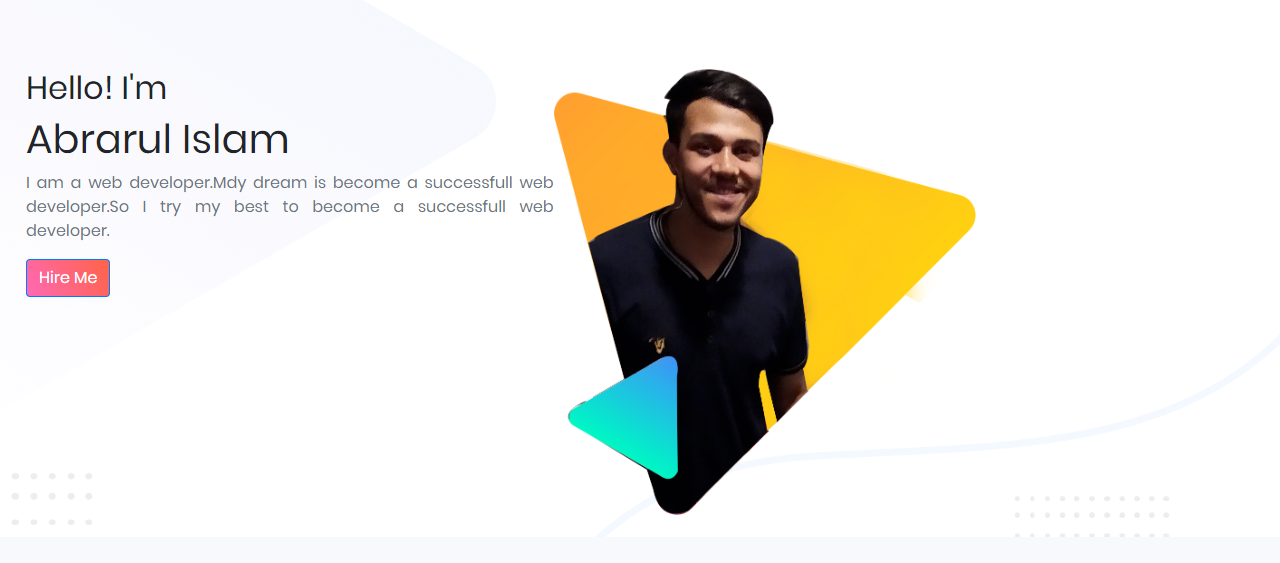 Hello! I'm
Abrarul Islam
I am a web developer.Mdy dream is become a successfull web
developer.So I try my best to become a successfull web
developer.
Hire Me